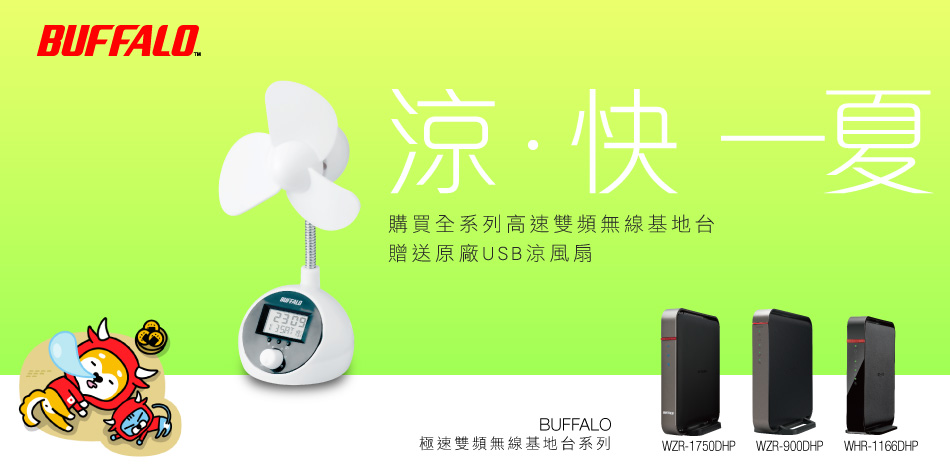 BUFFALO™
涼·快一夏
購買全系列高速雙頻無線基地台
贈送原廠USB涼風扇
BUFFALO
23:09
BUFFALO
極速雙頻無線基地台系列
WZR-1750DHP
WZR-900DHP
WHR-1166DHP